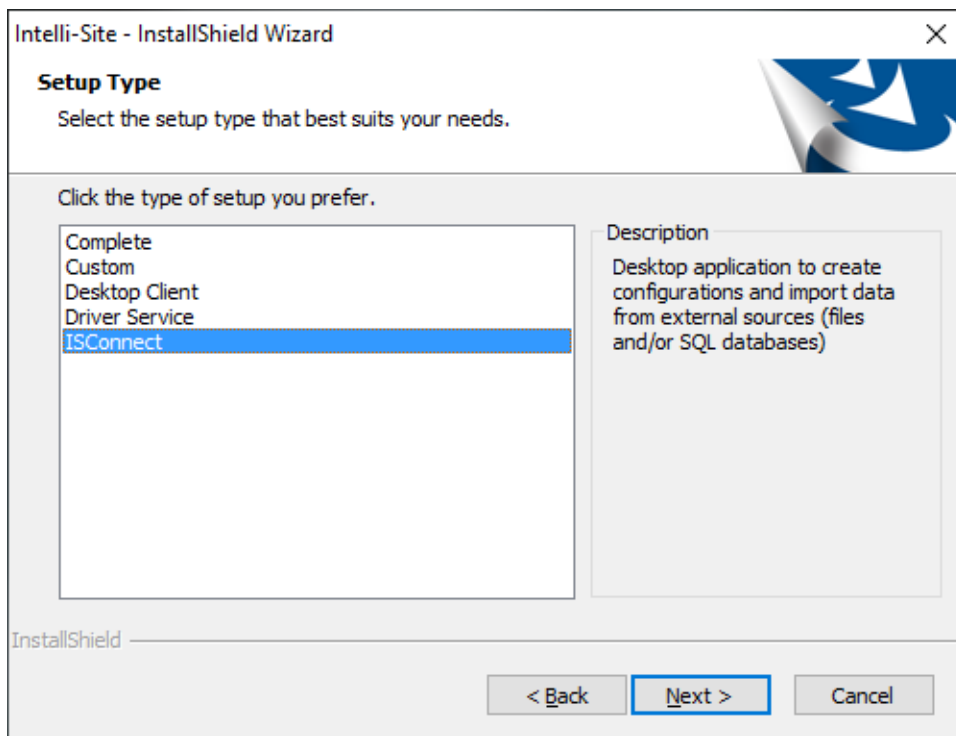 Intelli-Site - InstallShield Wizard
Setup Type
Select the setup type that best suits your needs.
Click the type of setup you prefer.
Complete
Custom
Desktop Client
Driver Service
ISConnect
Description
Desktop application to create
configurations and import data
from external sources (files
and/or SQL databases)
InstallShield
< Back
Next >
Cancel